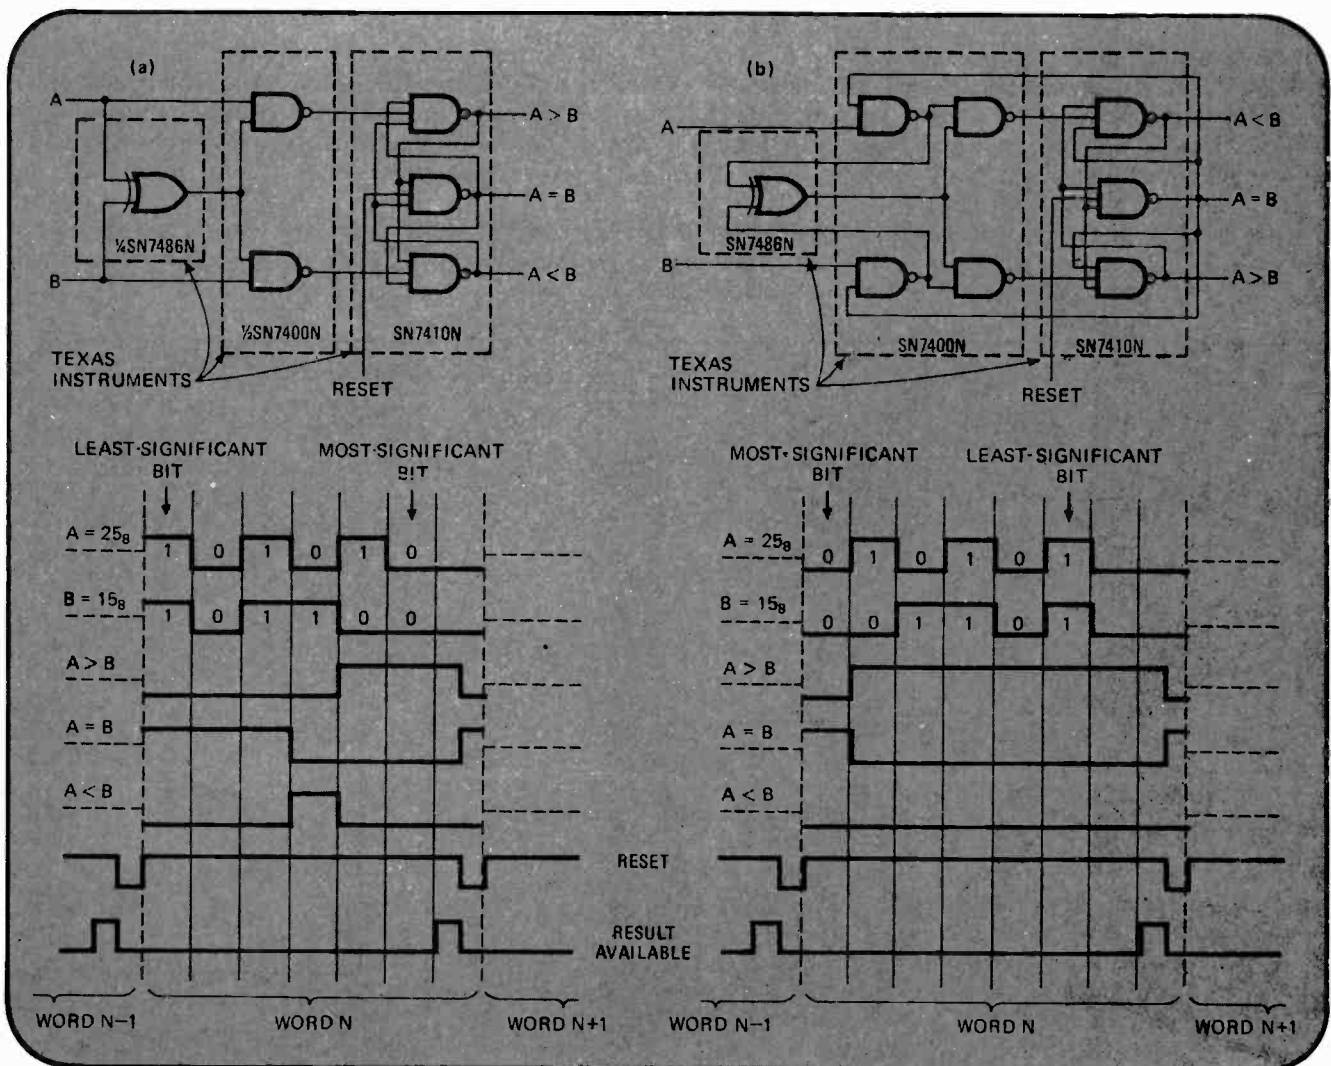 (a)
A
A > B
A = B
¼SN7486N
B
A < B
½SN7400N
SN7410N
TEXAS
INSTRUMENTS
RESET
(b)
A
A < B
A = B
SN7486N
B
A > B
SN7400N
SN7410N
TEXAS
INSTRUMENTS
RESET
LEAST-SIGNIFICANT
BIT
MOST-SIGNIFICANT
BIT
A = 25₈
1 0 1 0 1 0
B = 15₈
1 0 1 1 0 0
A > B
A = B
A < B
MOST-SIGNIFICANT
BIT
LEAST-SIGNIFICANT
BIT
A = 25₈
0 1 0 1 0 1
B = 15₈
0 0 1 1 0 1
A > B
A = B
A < B
RESET
RESULT
AVAILABLE
WORD N–1
WORD N
WORD N+1
WORD N–1
WORD N
WORD N+1